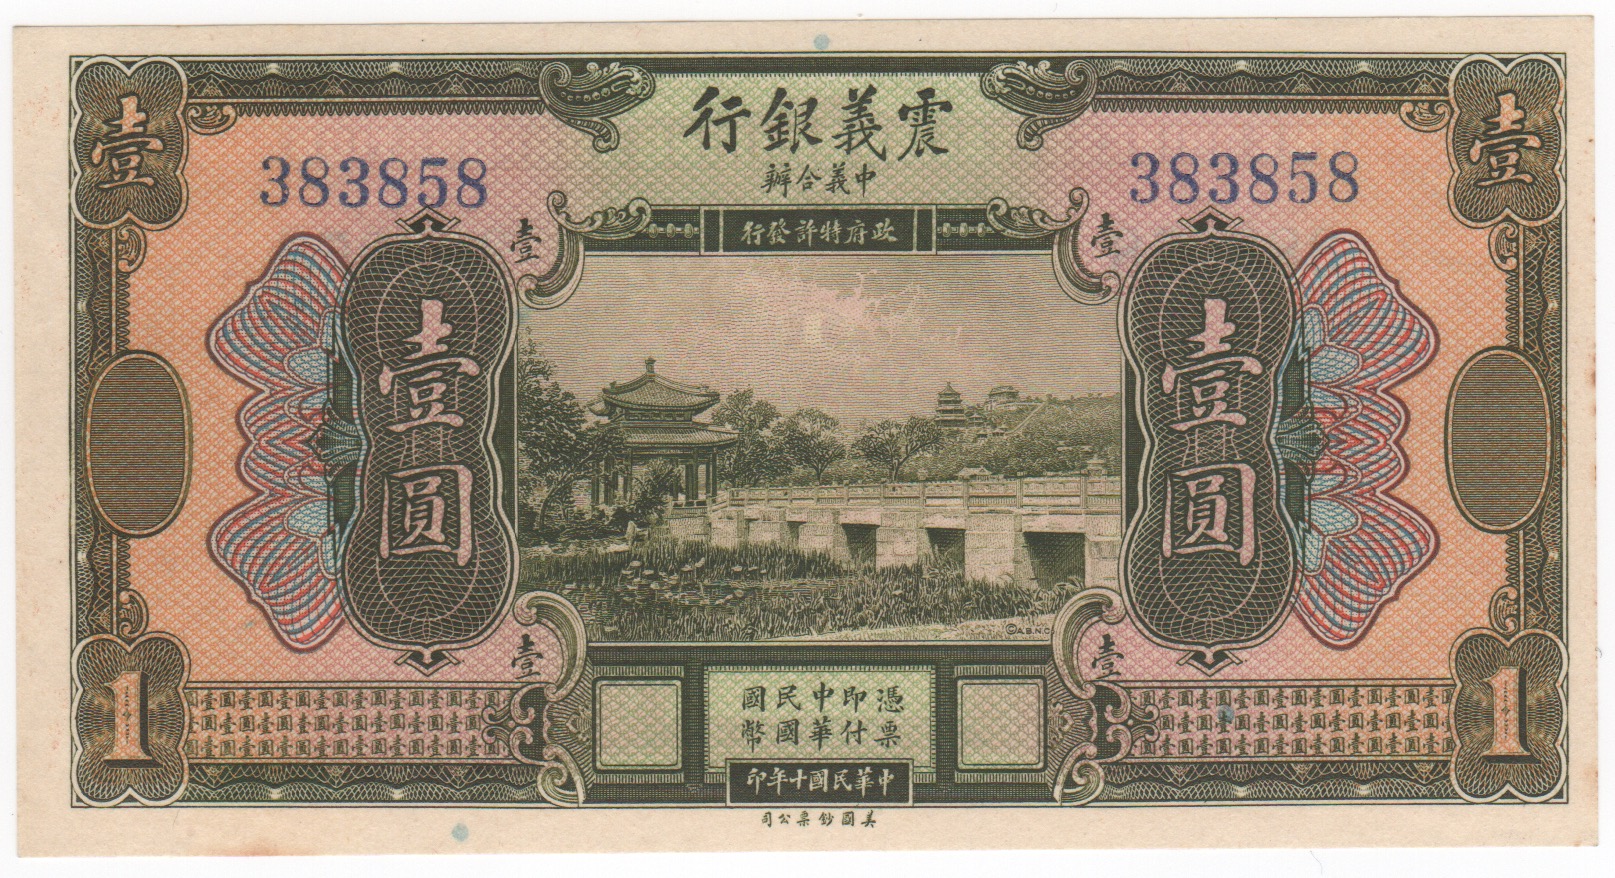 壹
壹
震義銀行
中義合辦
383858
383858
政府特許發行
壹
壹
壹圓
壹圓
©A.B.N.CO.
壹
壹
憑票
即付
中華
民國
國幣
1
1
中華民國十年印
美國鈔票公司